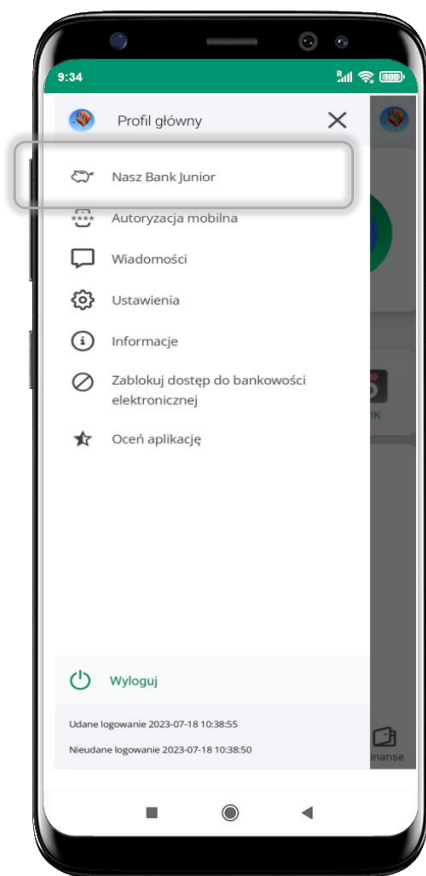 9:34
Profil główny
Nasz Bank Junior
Autoryzacja mobilna
Wiadomości
Ustawienia
Informacje
Zablokuj dostęp do bankowości
elektronicznej
Oceń aplikację
Wyloguj
Udane logowanie 2023-07-18 10:38:55
Nieudane logowanie 2023-07-18 10:38:50